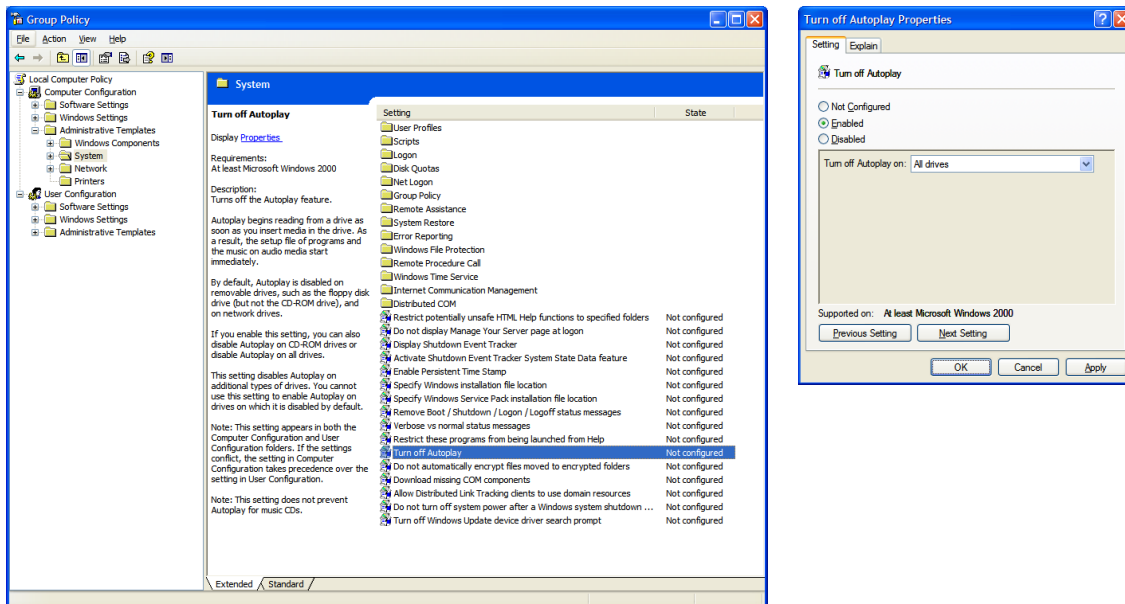 Group Policy
File Action View Help
Local Computer Policy
Computer Configuration
Software Settings
Windows Settings
Administrative Templates
Windows Components
System
Network
Printers
User Configuration
Software Settings
Windows Settings
Administrative Templates
System
Turn off Autoplay
Display Properties
Requirements:
At least Microsoft Windows 2000
Description:
Turns off the Autoplay feature.
Autoplay begins reading from a drive as
soon as you insert media in the drive. As
a result, the setup file of programs and
the music on audio media start
immediately.
By default, Autoplay is disabled on
removable drives, such as the floppy disk
drive (but not the CD-ROM drive), and
on network drives.
If you enable this setting, you can also
disable Autoplay on CD-ROM drives or
disable Autoplay on all drives.
This setting disables Autoplay on
additional types of drives. You cannot
use this setting to enable Autoplay on
drives on which it is disabled by default.
Note: This setting appears in both the
Computer Configuration and User
Configuration folders. If the settings
conflict, the setting in Computer
Configuration takes precedence over the
setting in User Configuration.
Note: This setting does not prevent
Autoplay for music CDs.
Setting State
User Profiles
Scripts
Logon
Disk Quotas
Net Logon
Group Policy
Remote Assistance
System Restore
Error Reporting
Windows File Protection
Remote Procedure Call
Windows Time Service
Internet Communication Management
Distributed COM
Restrict potentially unsafe HTML Help functions to specified folders Not configured
Do not display Manage Your Server page at logon Not configured
Display Shutdown Event Tracker Not configured
Activate Shutdown Event Tracker System State Data feature Not configured
Enable Persistent Time Stamp Not configured
Specify Windows installation file location Not configured
Specify Windows Service Pack installation file location Not configured
Remove Boot / Shutdown / Logon / Logoff status messages Not configured
Verbose vs normal status messages Not configured
Restrict these programs from being launched from Help Not configured
Turn off Autoplay Not configured
Do not automatically encrypt files moved to encrypted folders Not configured
Download missing COM components Not configured
Allow Distributed Link Tracking clients to use domain resources Not configured
Do not turn off system power after a Windows system shutdown ... Not configured
Turn off Windows Update device driver search prompt Not configured
Extended Standard
Turn off Autoplay Properties
Setting Explain
Turn off Autoplay
Not Configured
Enabled
Disabled
Turn off Autoplay on: All drives
Supported on: At least Microsoft Windows 2000
Previous Setting Next Setting
OK Cancel Apply